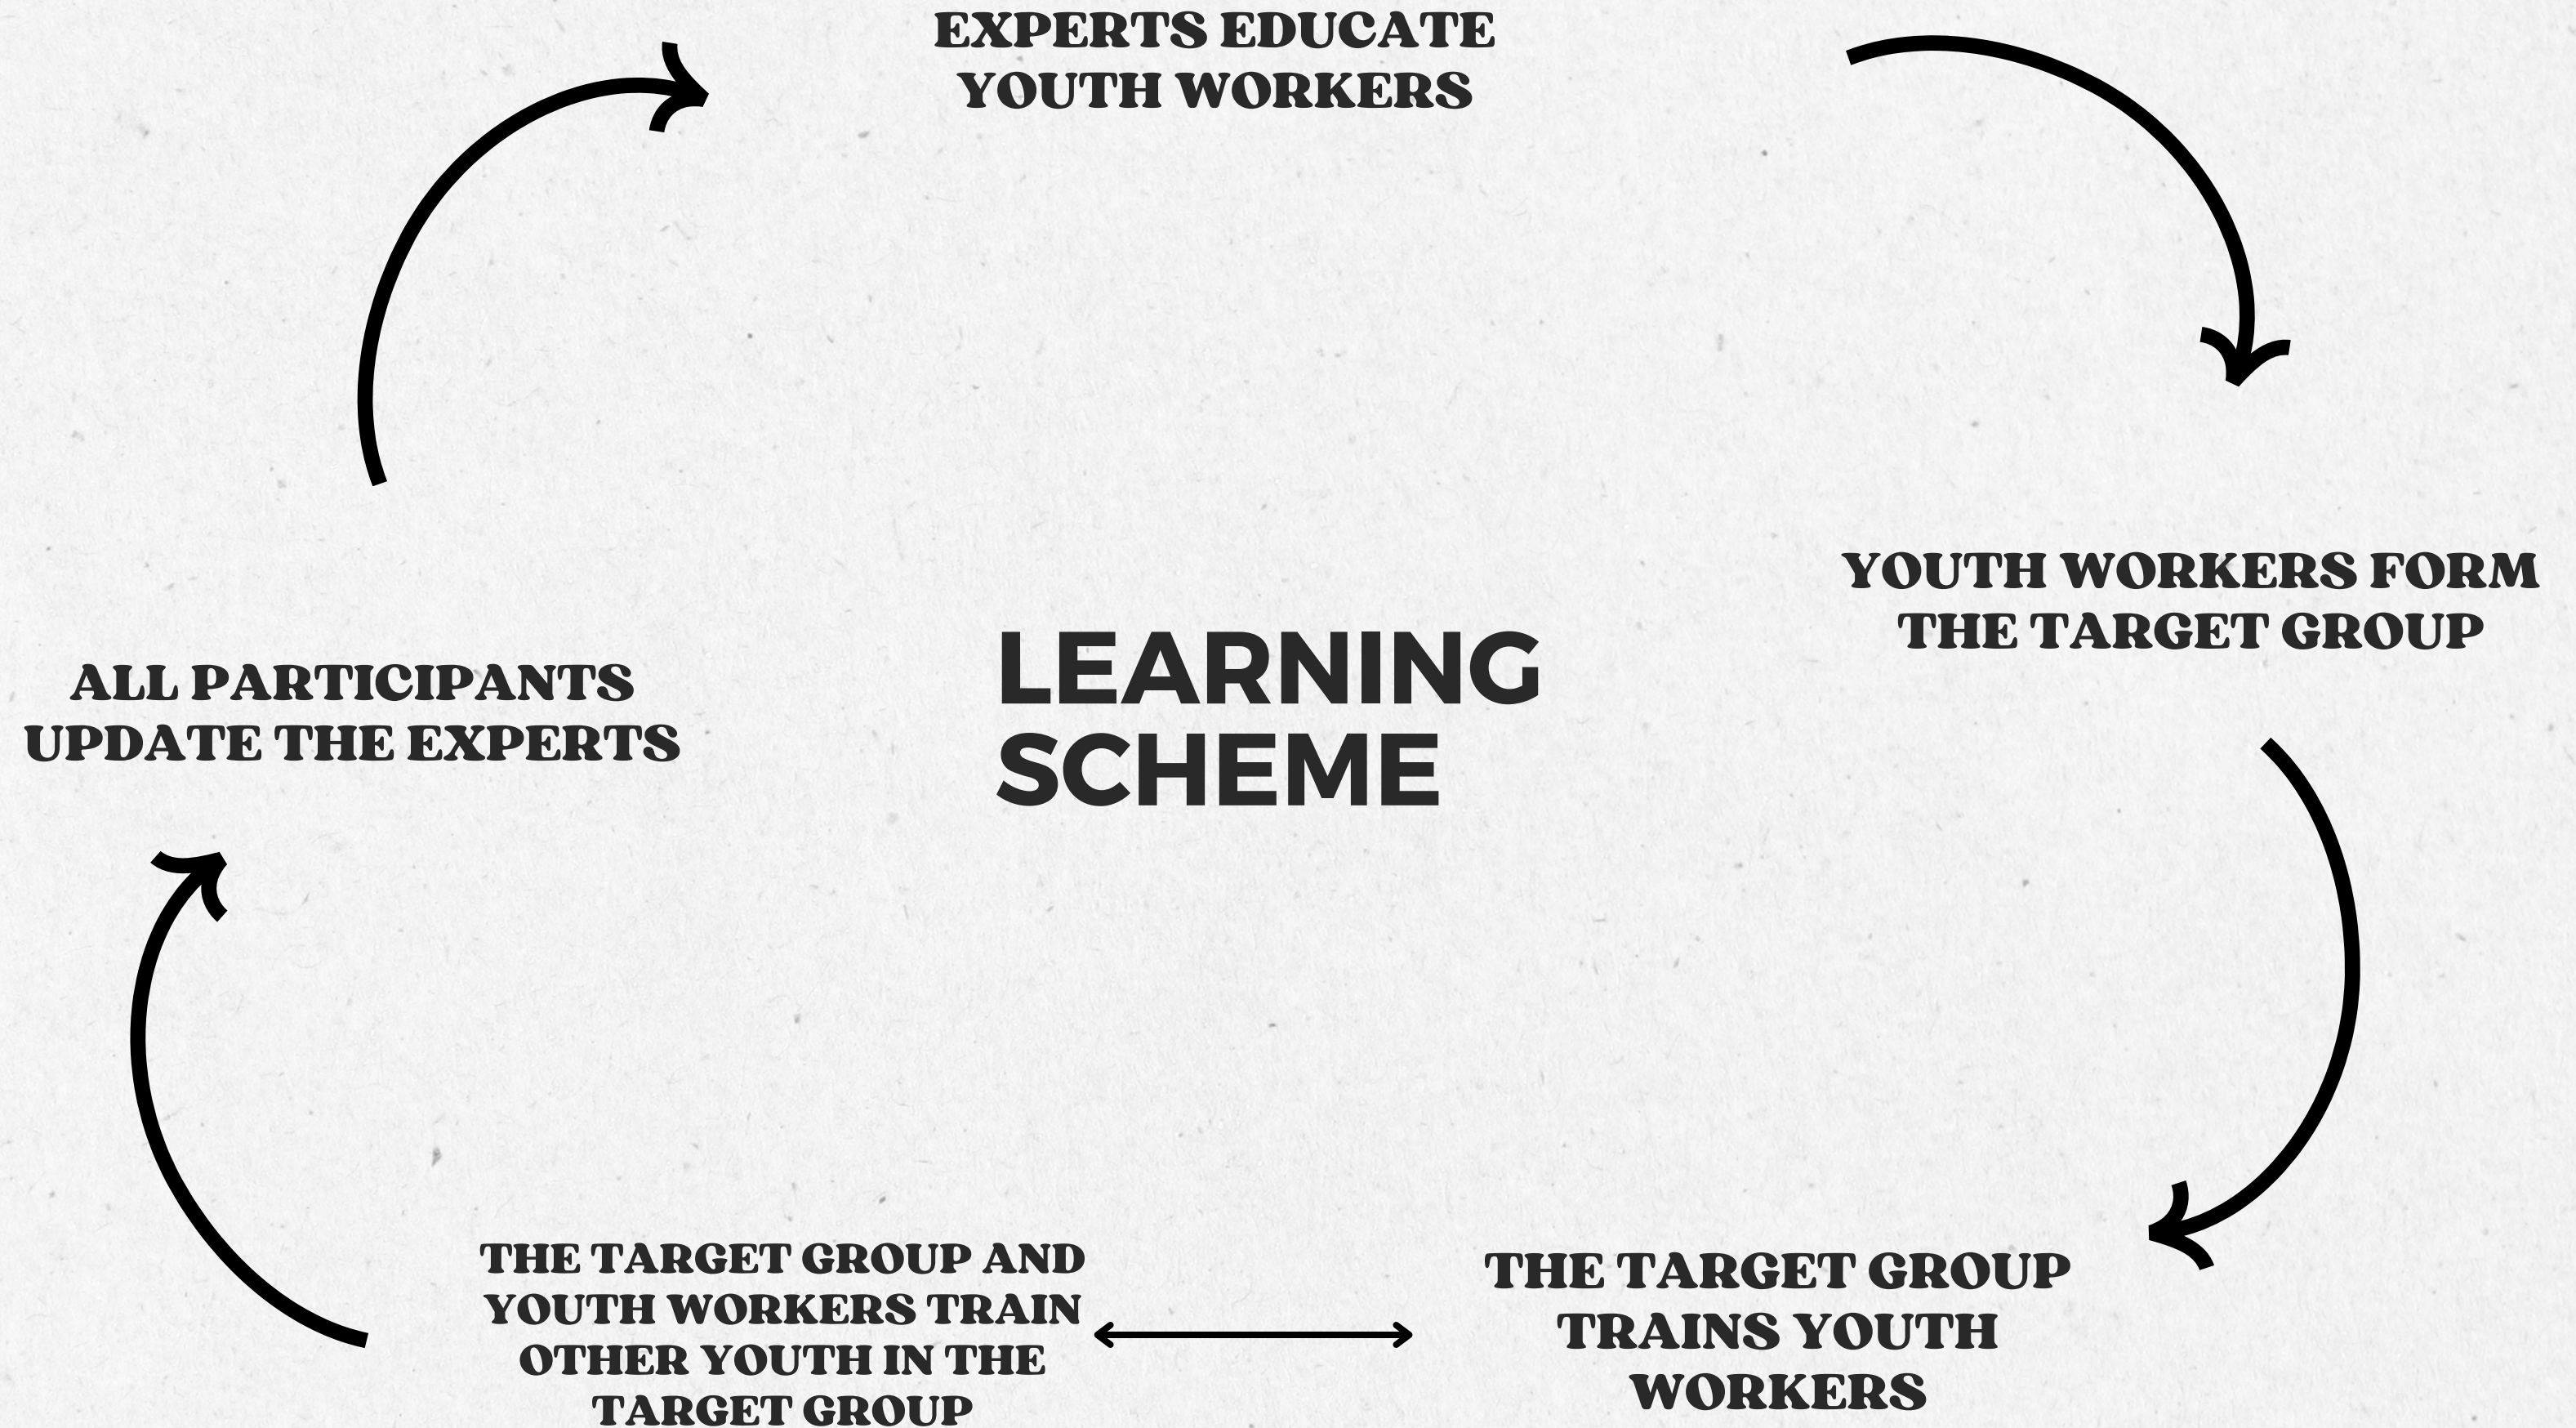 EXPERTS EDUCATE
YOUTH WORKERS
YOUTH WORKERS FORM
THE TARGET GROUP
THE TARGET GROUP
TRAINS YOUTH
WORKERS
THE TARGET GROUP AND
YOUTH WORKERS TRAIN
OTHER YOUTH IN THE
TARGET GROUP
ALL PARTICIPANTS
UPDATE THE EXPERTS
LEARNING
SCHEME